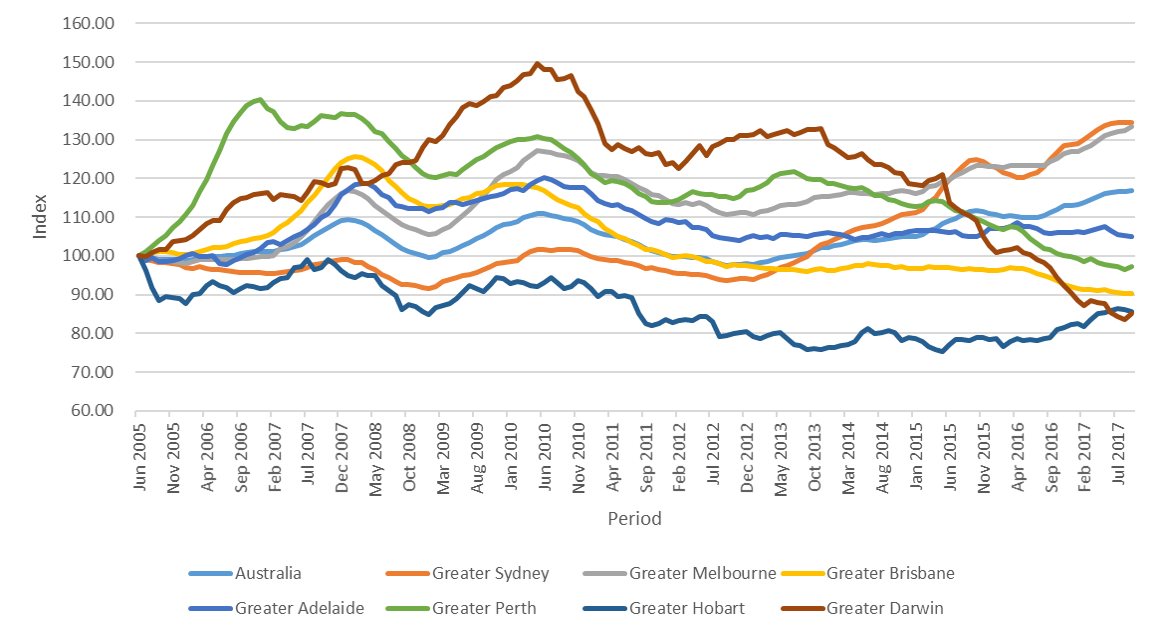 160.00
150.00
140.00
130.00
120.00
110.00
100.00
90.00
80.00
70.00
60.00
Index
Jun 2005
Nov 2005
Apr 2006
Sep 2006
Feb 2007
Jul 2007
Dec 2007
May 2008
Oct 2008
Mar 2009
Aug 2009
Jan 2010
Jun 2010
Nov 2010
Apr 2011
Sep 2011
Feb 2012
Jul 2012
Dec 2012
May 2013
Oct 2013
Mar 2014
Aug 2014
Jan 2015
Jun 2015
Nov 2015
Apr 2016
Sep 2016
Feb 2017
Jul 2017
Period
Australia Greater Sydney Greater Melbourne Greater Brisbane
Greater Adelaide Greater Perth Greater Hobart Greater Darwin